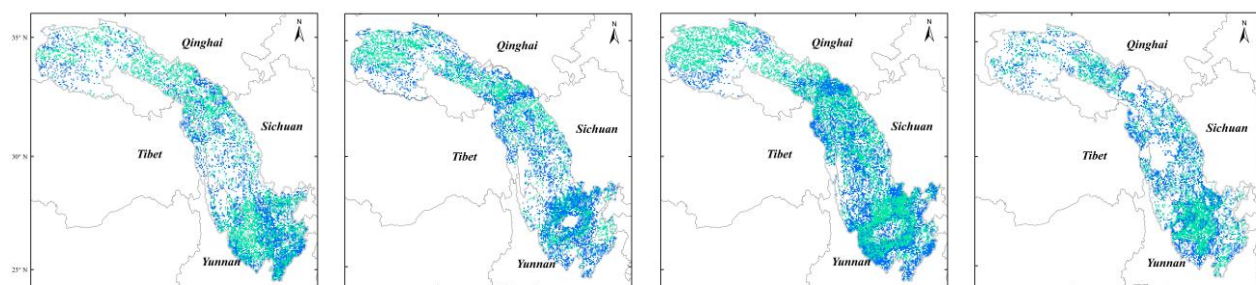 35° N
30° N
25° N
N
Qinghai
Sichuan
Tibet
Yunnan
N
Qinghai
Sichuan
Tibet
Yunnan
N
Qinghai
Sichuan
Tibet
Yunnan
N
Qinghai
Sichuan
Tibet
Yunnan